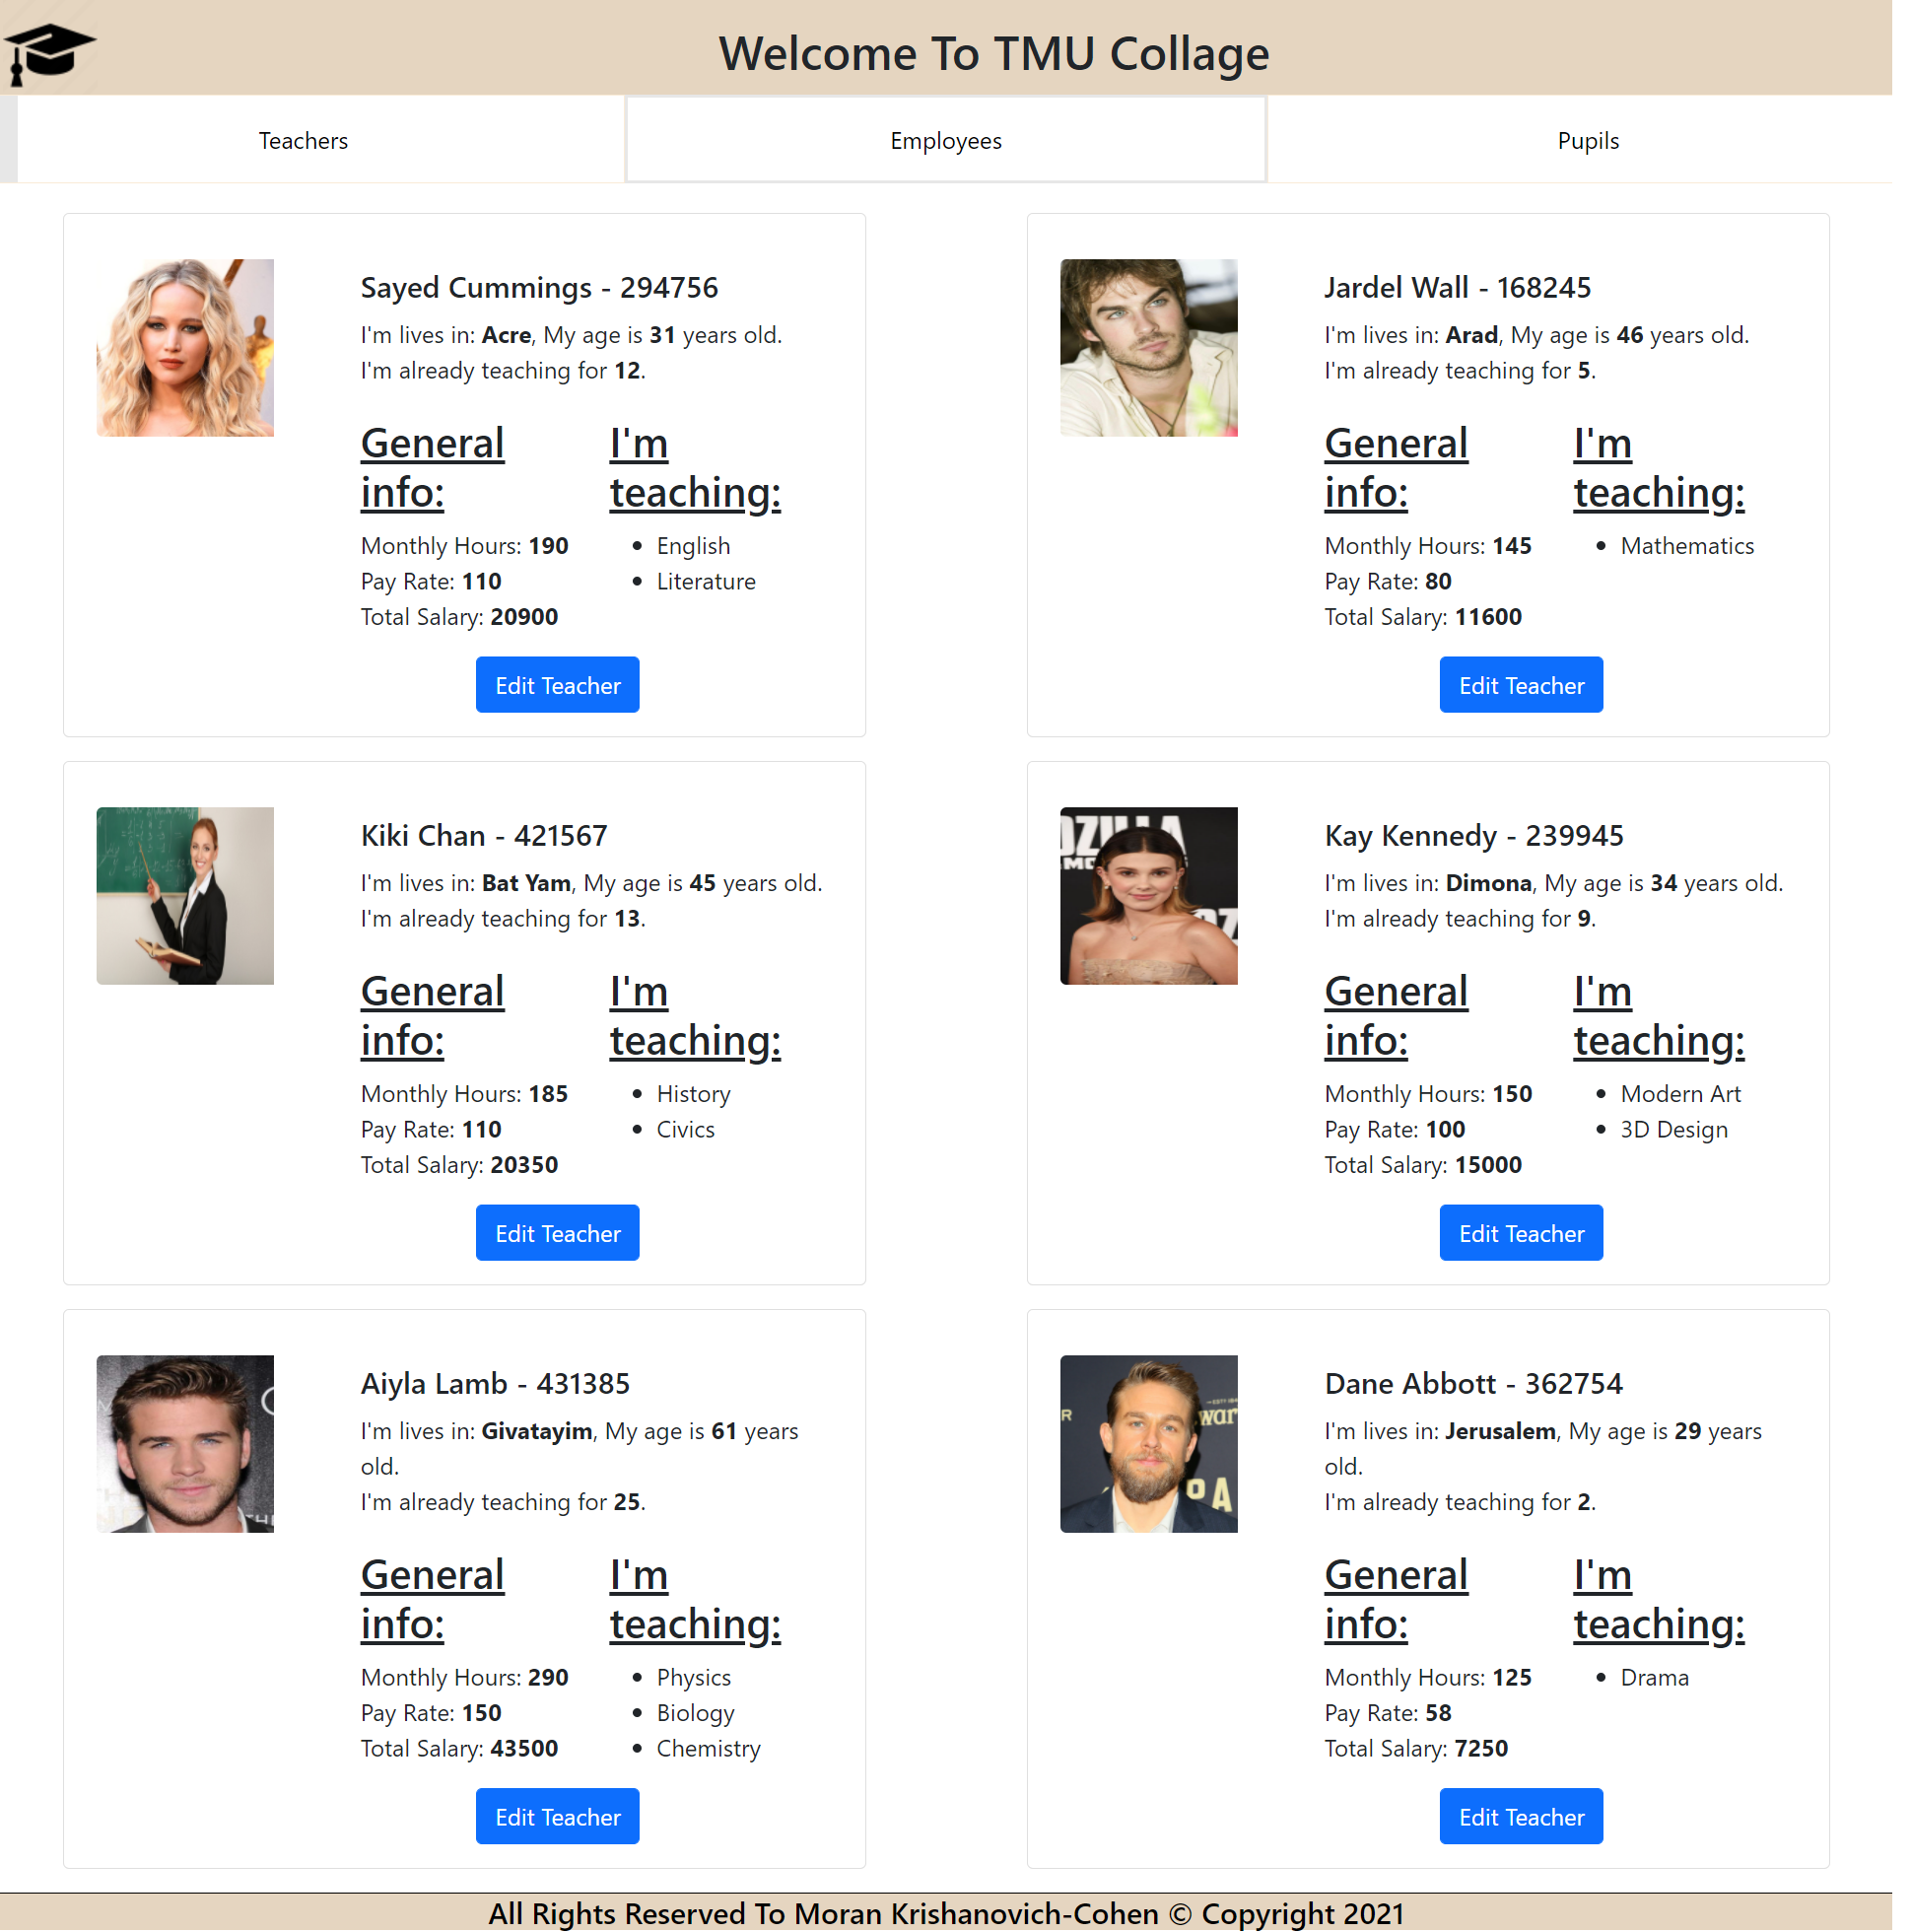 Welcome To TMU Collage
Teachers
Employees
Pupils
Sayed Cummings - 294756
I'm lives in: Acre, My age is 31 years old.
I'm already teaching for 12.
General
info:
Monthly Hours: 190
Pay Rate: 110
Total Salary: 20900
I'm
teaching:
English
Literature
Edit Teacher
Jardel Wall - 168245
I'm lives in: Arad, My age is 46 years old.
I'm already teaching for 5.
General
info:
Monthly Hours: 145
Pay Rate: 80
Total Salary: 11600
I'm
teaching:
Mathematics
Edit Teacher
Kiki Chan - 421567
I'm lives in: Bat Yam, My age is 45 years old.
I'm already teaching for 13.
General
info:
Monthly Hours: 185
Pay Rate: 110
Total Salary: 20350
I'm
teaching:
History
Civics
Edit Teacher
Kay Kennedy - 239945
I'm lives in: Dimona, My age is 34 years old.
I'm already teaching for 9.
General
info:
Monthly Hours: 150
Pay Rate: 100
Total Salary: 15000
I'm
teaching:
Modern Art
3D Design
Edit Teacher
Aiyla Lamb - 431385
I'm lives in: Givatayim, My age is 61 years
old.
I'm already teaching for 25.
General
info:
Monthly Hours: 290
Pay Rate: 150
Total Salary: 43500
I'm
teaching:
Physics
Biology
Chemistry
Edit Teacher
Dane Abbott - 362754
I'm lives in: Jerusalem, My age is 29 years
old.
I'm already teaching for 2.
General
info:
Monthly Hours: 125
Pay Rate: 58
Total Salary: 7250
I'm
teaching:
Drama
Edit Teacher
All Rights Reserved To Moran Krishanovich-Cohen © Copyright 2021